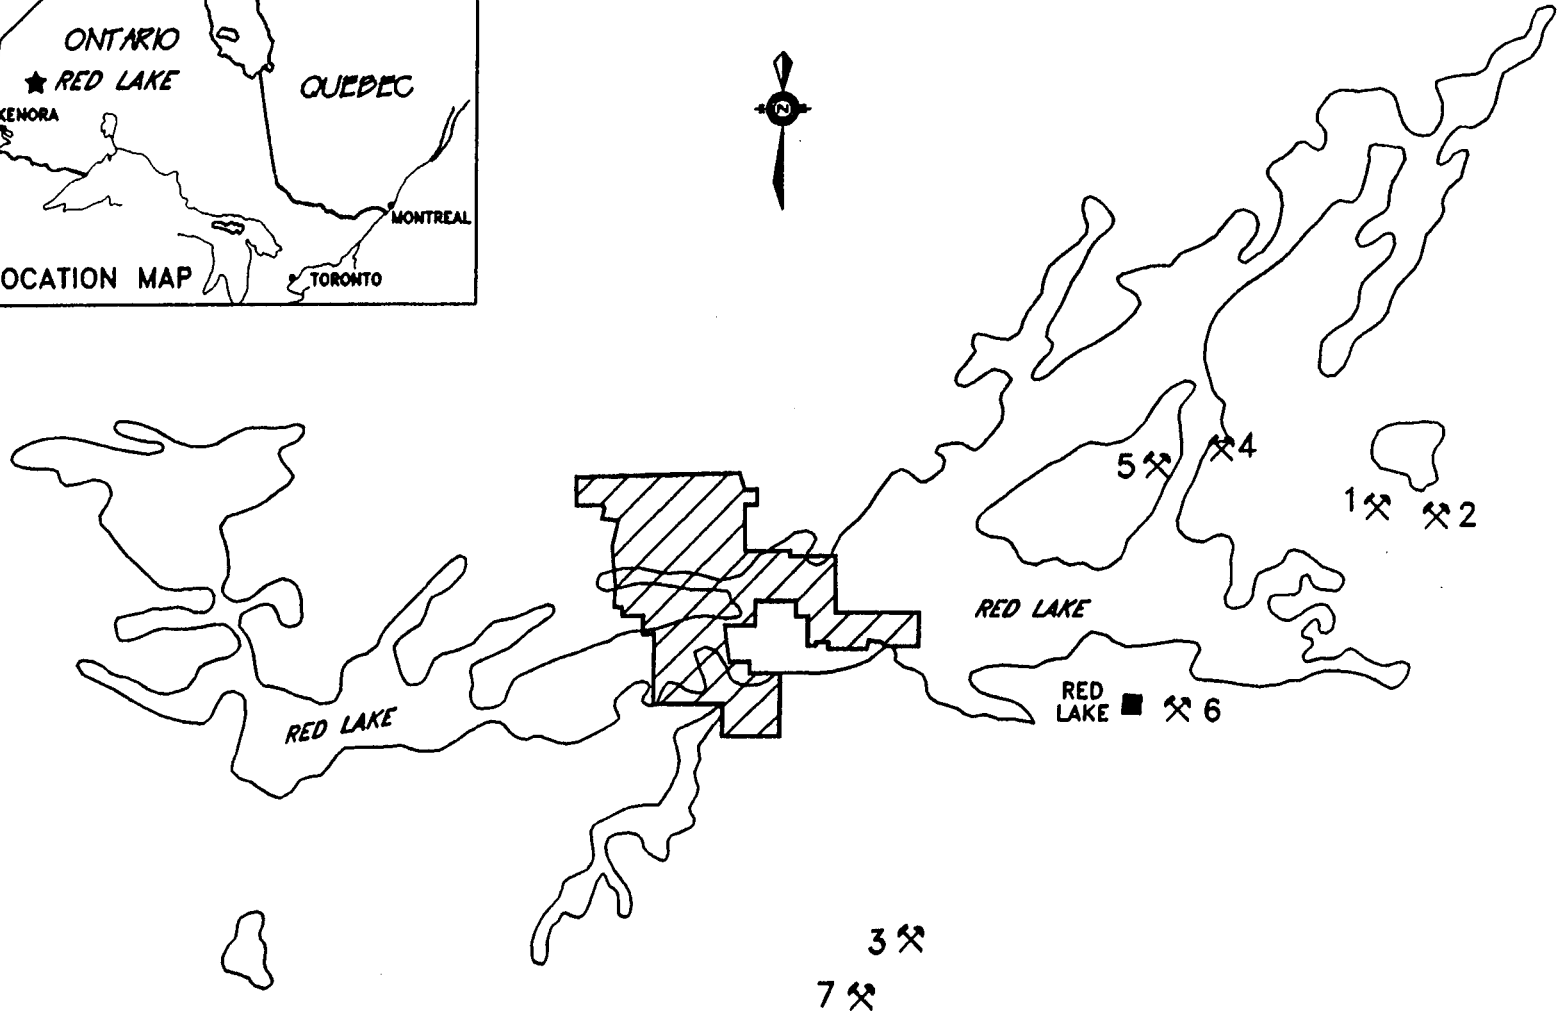 ONTARIO
RED LAKE
QUEBEC
KENORA
MONTREAL
TORONTO
OCATION MAP
N
4
5
1
2
RED LAKE
RED
LAKE
6
RED LAKE
3
7